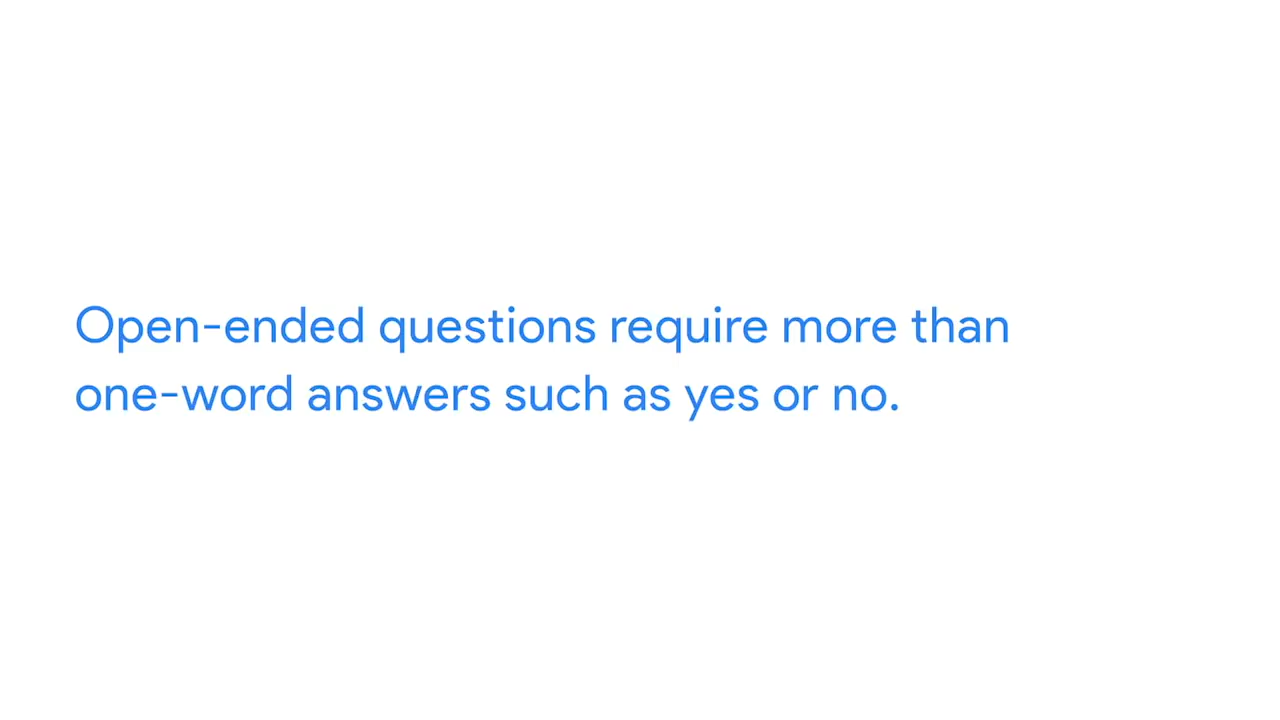 Open-ended questions require more than
one-word answers such as yes or no.